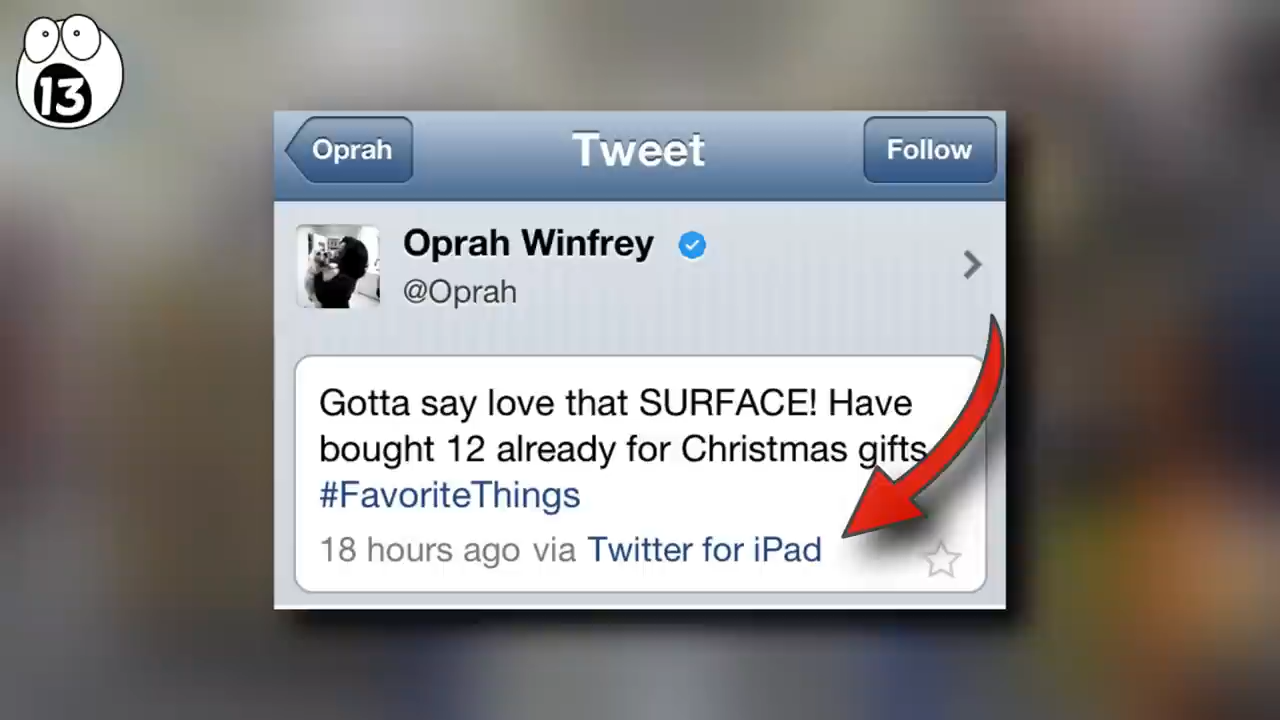 13
Oprah
Tweet
Follow
Oprah Winfrey
@Oprah
Gotta say love that SURFACE! Have
bought 12 already for Christmas gifts
#FavoriteThings
18 hours ago via Twitter for iPad